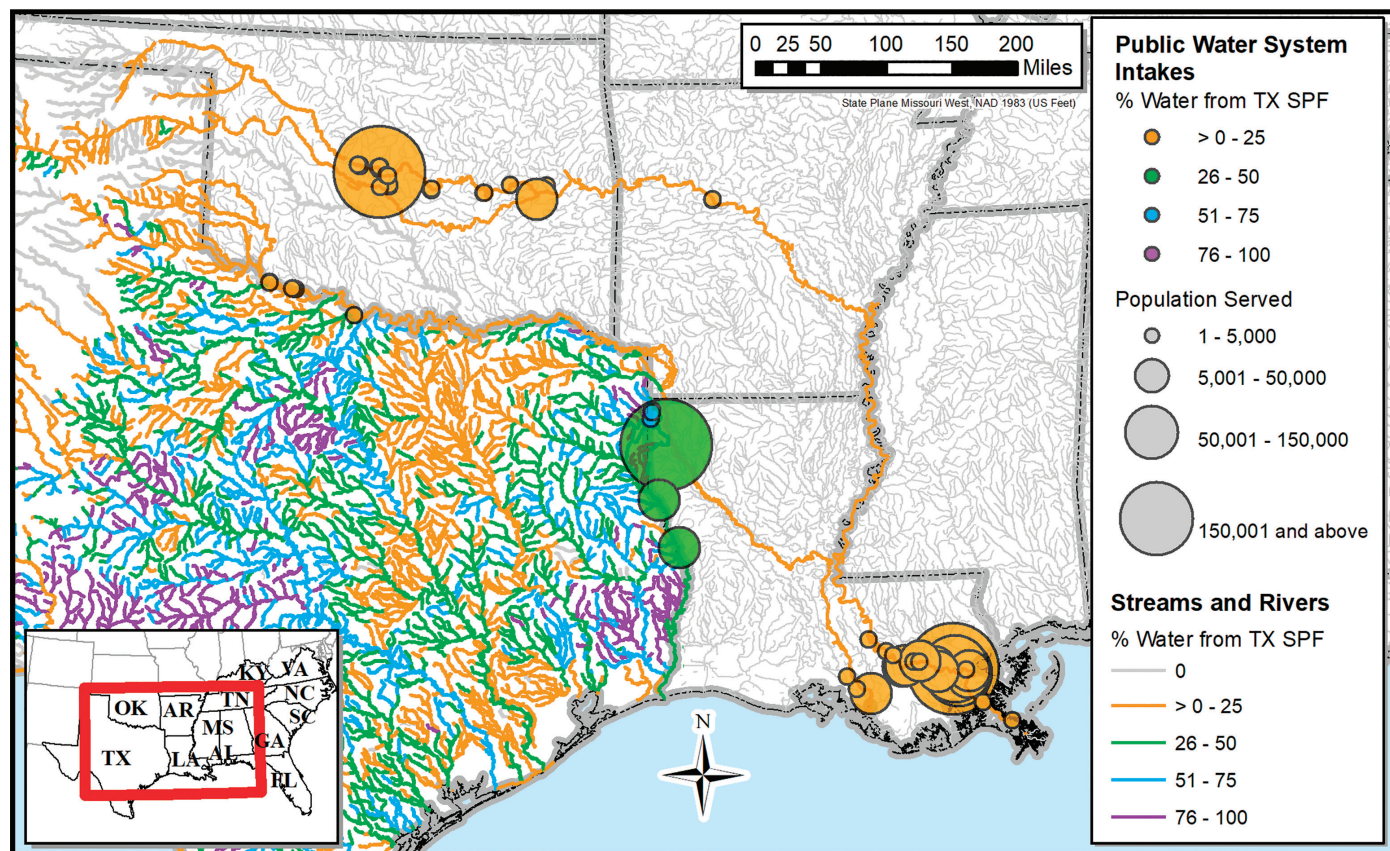 0 25 50 100 150 200
Miles
State Plane Missouri West, NAD 1983 (US Feet)
Public Water System
Intakes
% Water from TX SPF
> 0 - 25
26 - 50
51 - 75
76 - 100
Population Served
1 - 5,000
5,001 - 50,000
50,001 - 150,000
150,001 and above
Streams and Rivers
% Water from TX SPF
0
> 0 - 25
26 - 50
51 - 75
76 - 100
N
KY VA
OK AR TN NC
MS SC
TX LA AL GA
FL